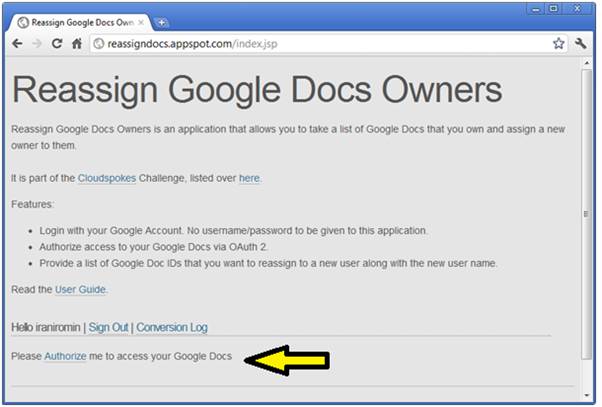 Reassign Google Docs Own
reassigndocs.appspot.com/index.jsp
Reassign Google Docs Owners
Reassign Google Docs Owners is an application that allows you to take a list of Google Docs that you own and assign a new
owner to them.
It is part of the Cloudspokes Challenge, listed over here.
Features:
• Login with your Google Account. No username/password to be given to this application.
• Authorize access to your Google Docs via OAuth 2.
• Provide a list of Google Doc IDs that you want to reassign to a new user along with the new user name.
Read the User Guide.
Hello iraniromin | Sign Out | Conversion Log
Please Authorize me to access your Google Docs